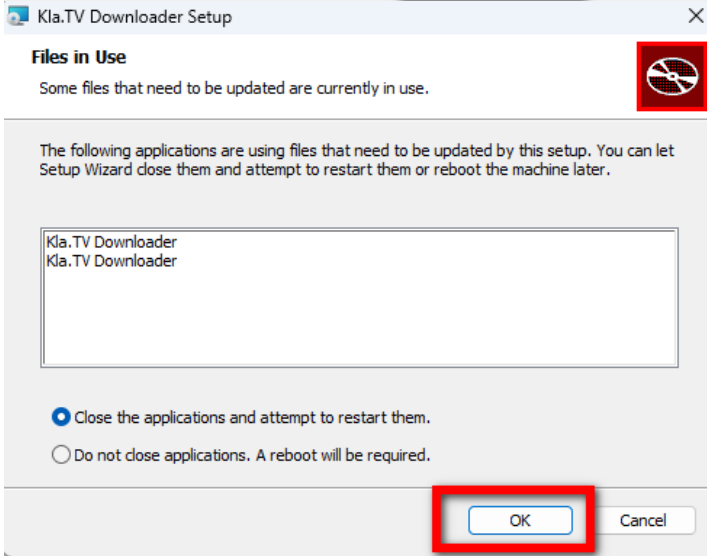 Kla.TV Downloader Setup
Files in Use
Some files that need to be updated are currently in use.
The following applications are using files that need to be updated by this setup. You can let
Setup Wizard close them and attempt to restart them or reboot the machine later.
Kla.TV Downloader
Kla.TV Downloader
Close the applications and attempt to restart them.
Do not close applications. A reboot will be required.
OK
Cancel